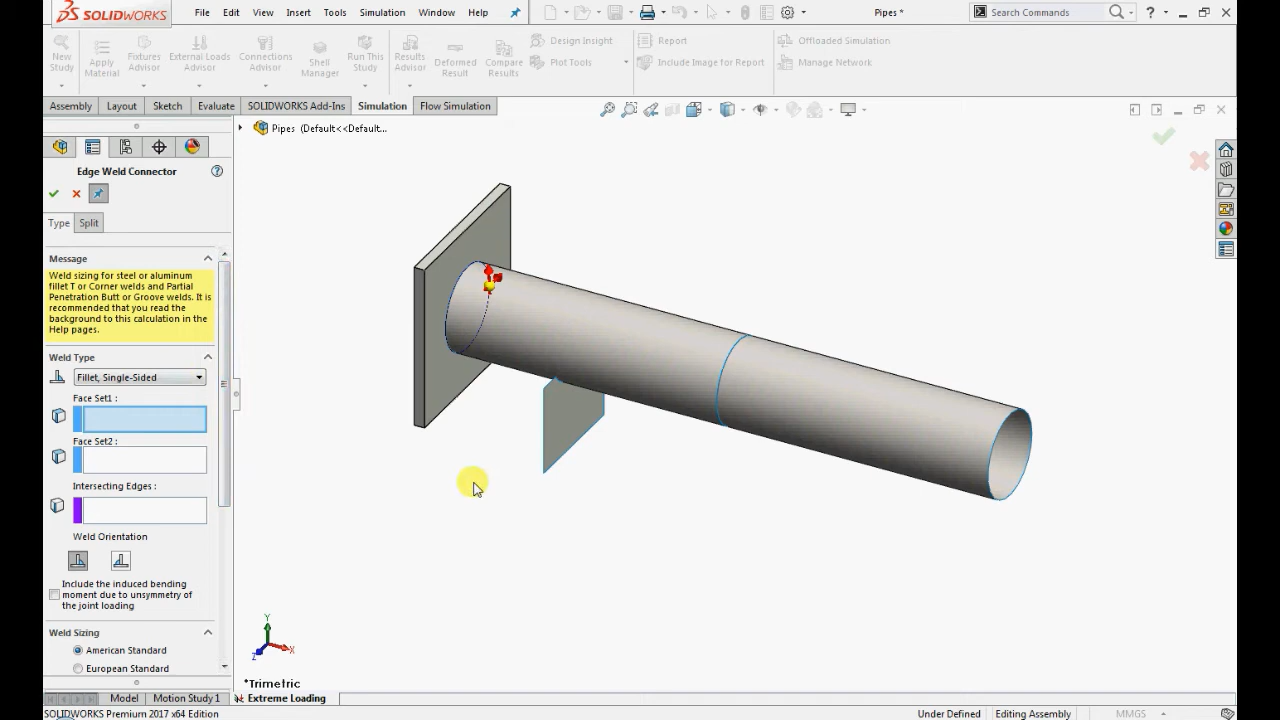 SOLIDWORKS File Edit View Insert Tools Simulation Window Help Pipes * Search Commands ?
New Study
Apply Material
Fixtures Advisor
External Loads Advisor
Connections Advisor
Shell Manager
Run This Study
Results Advisor
Deformed Result
Compare Results
Design Insight
Plot Tools
Report
Include Image for Report
Offloaded Simulation
Manage Network
Assembly Layout Sketch Evaluate SOLIDWORKS Add-Ins Simulation Flow Simulation
Pipes (Default<<Default...
Edge Weld Connector ?
Type Split
Message
Weld sizing for steel or aluminum
fillet T or Corner welds and Partial
Penetration Butt or Groove welds. It is
recommended that you read the
background to this calculation in the
Help pages.
Weld Type
Fillet, Single-Sided
Face Set1 :
Face Set2 :
Intersecting Edges :
Weld Orientation
Include the induced bending
moment due to unsymmetry of
the joint loading
Weld Sizing
American Standard
European Standard
Y
X
Z
*Trimetric
Model Motion Study 1 Extreme Loading
SOLIDWORKS Premium 2017 x64 Edition Under Defined Editing Assembly MMGS